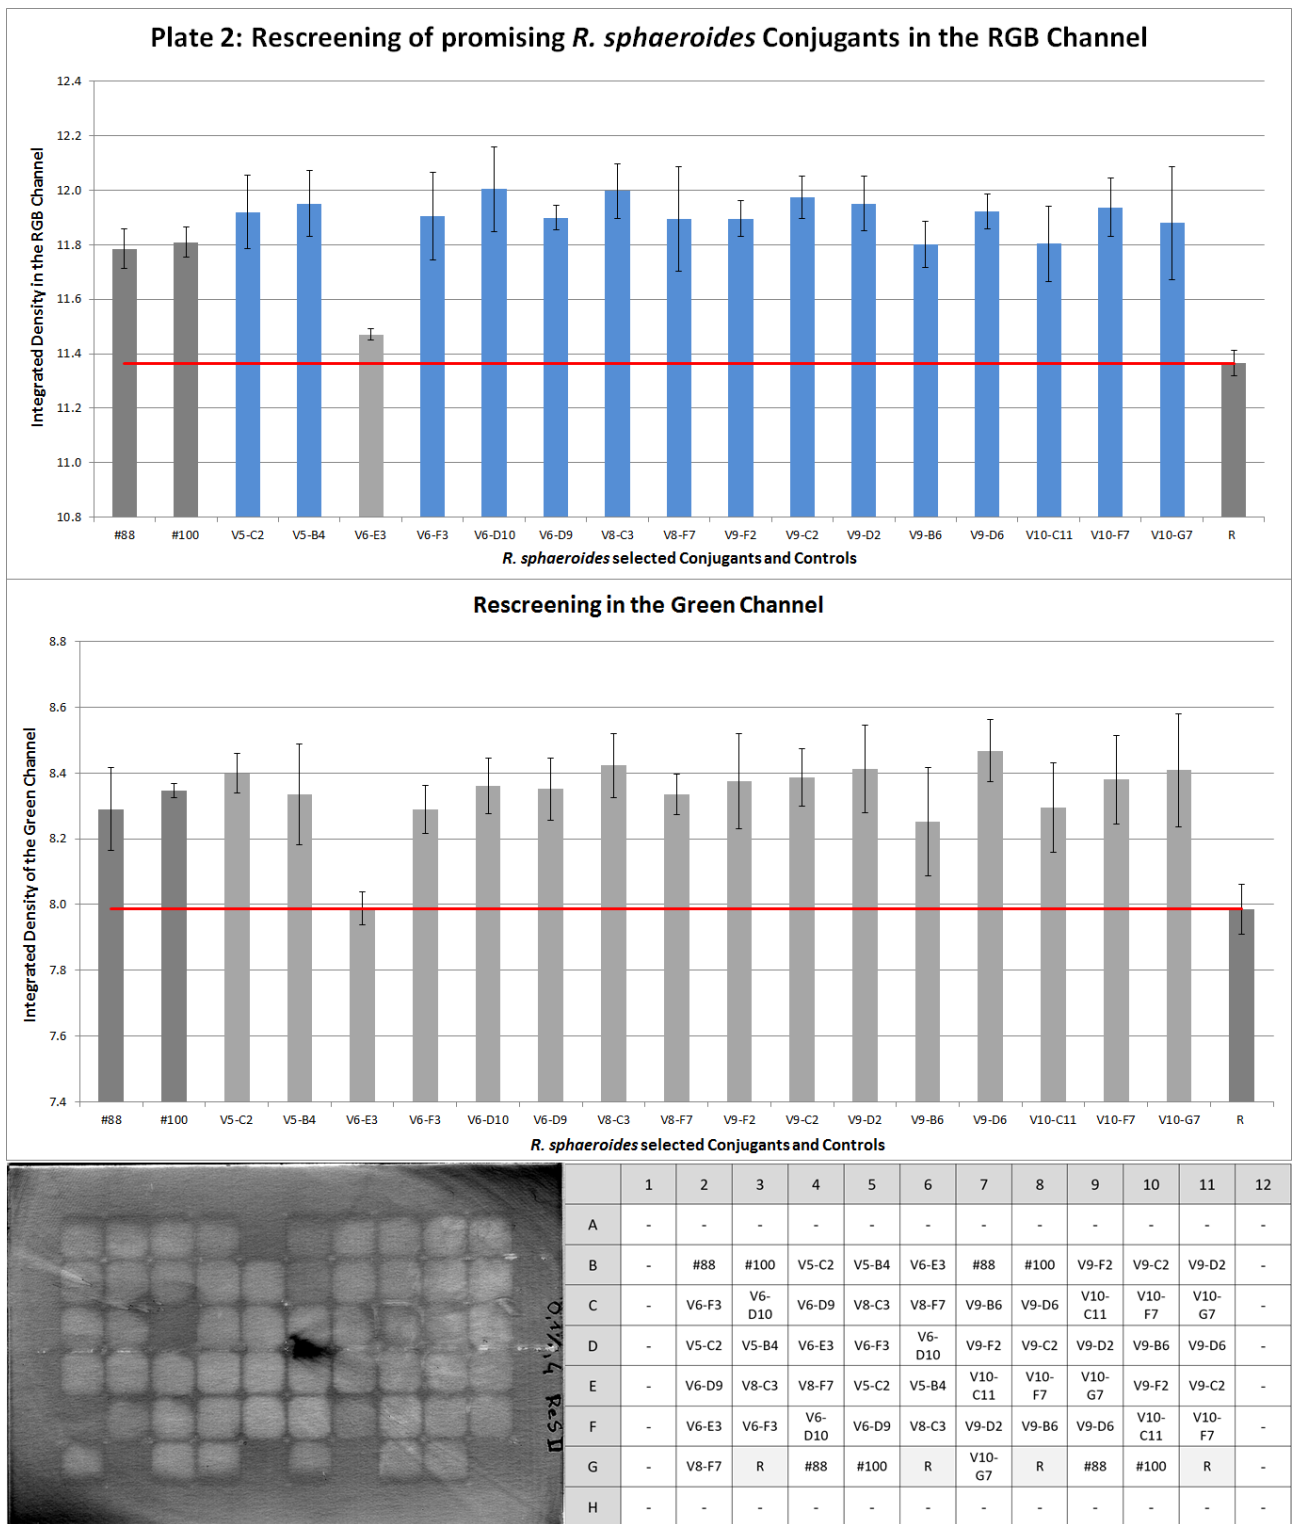 Plate 2: Rescreening of promising R. sphaeroides Conjugants in the RGB Channel
Integrated Density in the RGB Channel
12.4
12.2
12.0
11.8
11.6
11.4
11.2
11.0
10.8
#88 #100 V5-C2 V5-B4 V6-E3 V6-F3 V6-D10 V6-D9 V8-C3 V8-F7 V9-F2 V9-C2 V9-D2 V9-B6 V9-D6 V10-C11 V10-F7 V10-G7 R
R. sphaeroides selected Conjugants and Controls
Rescreening in the Green Channel
Integrated Density of the Green Channel
8.8
8.6
8.4
8.2
8.0
7.8
7.6
7.4
#88 #100 V5-C2 V5-B4 V6-E3 V6-F3 V6-D10 V6-D9 V8-C3 V8-F7 V9-F2 V9-C2 V9-D2 V9-B6 V9-D6 V10-C11 V10-F7 V10-G7 R
R. sphaeroides selected Conjugants and Controls
ReS II
1 2 3 4 5 6 7 8 9 10 11 12
A - - - - - - - - - - - -
B - #88 #100 V5-C2 V5-B4 V6-E3 #88 #100 V9-F2 V9-C2 V9-D2 -
C - V6-F3 V6-D10 V6-D9 V8-C3 V8-F7 V9-B6 V9-D6 V10-C11 V10-F7 V10-G7 -
D - V5-C2 V5-B4 V6-E3 V6-F3 V6-D10 V9-F2 V9-C2 V9-D2 V9-B6 V9-D6 -
E - V6-D9 V8-C3 V8-F7 V5-C2 V5-B4 V10-C11 V10-F7 V10-G7 V9-F2 V9-C2 -
F - V6-E3 V6-F3 V6-D10 V6-D9 V8-C3 V9-D2 V9-B6 V9-D6 V10-C11 V10-F7 -
G - V8-F7 R #88 #100 R V10-G7 R #88 #100 R -
H - - - - - - - - - - - -